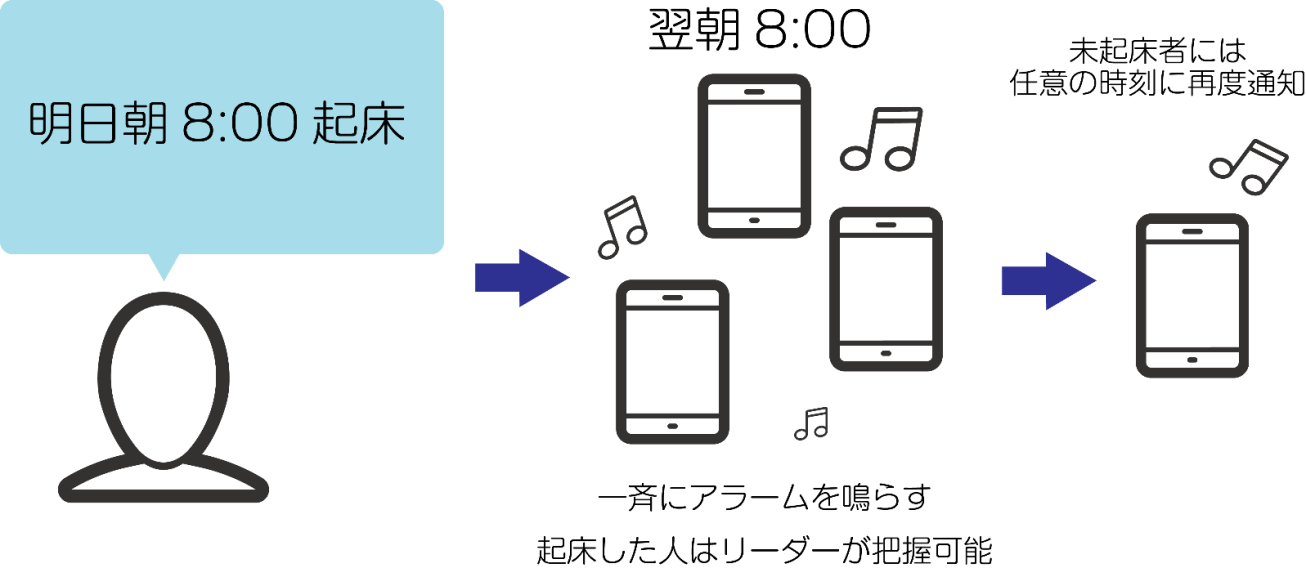 明日朝 8:00 起床
翌朝 8:00
一斉にアラームを鳴らす
起床した人はリーダーが把握可能
未起床者には
任意の時刻に再度通知